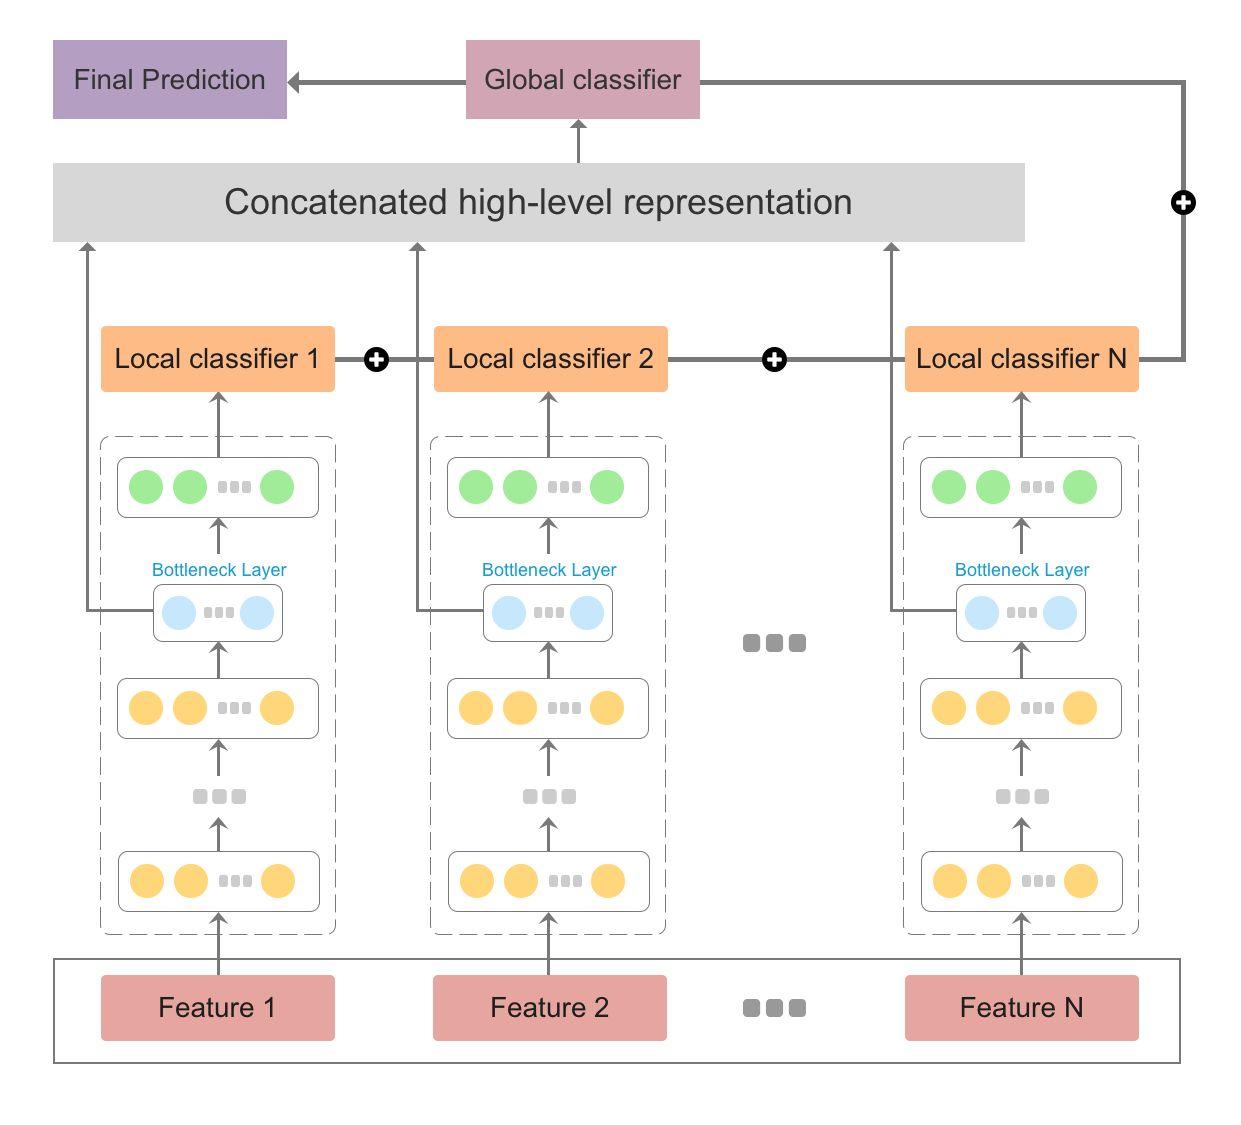 Final Prediction
Global classifier
Concatenated high-level representation
Local classifier 1
Local classifier 2
Local classifier N
Bottleneck Layer
Bottleneck Layer
Bottleneck Layer
Feature 1
Feature 2
Feature N